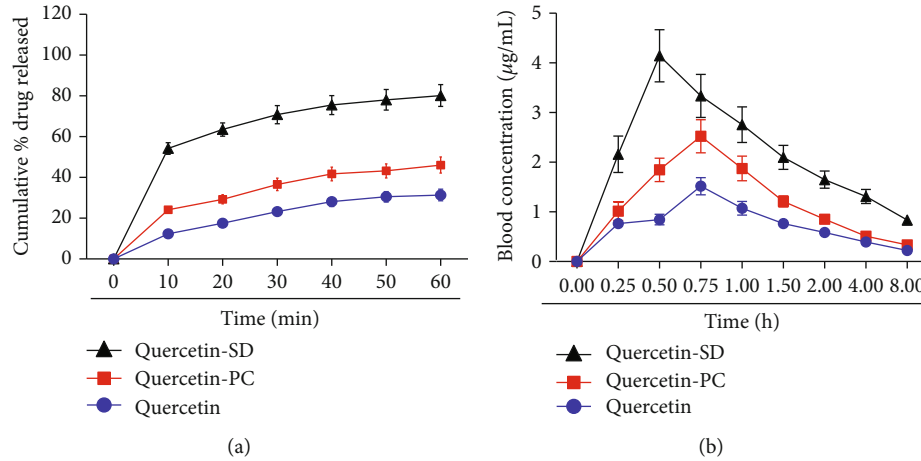 120
100
80
60
40
20
0
Cumulative % drug released
0 10 20 30 40 50 60
Time (min)
Quercetin-SD
Quercetin-PC
Quercetin
(a)
5
4
3
2
1
0
Blood concentration (µg/mL)
0.00 0.25 0.50 0.75 1.00 1.50 2.00 4.00 8.00
Time (h)
Quercetin-SD
Quercetin-PC
Quercetin
(b)